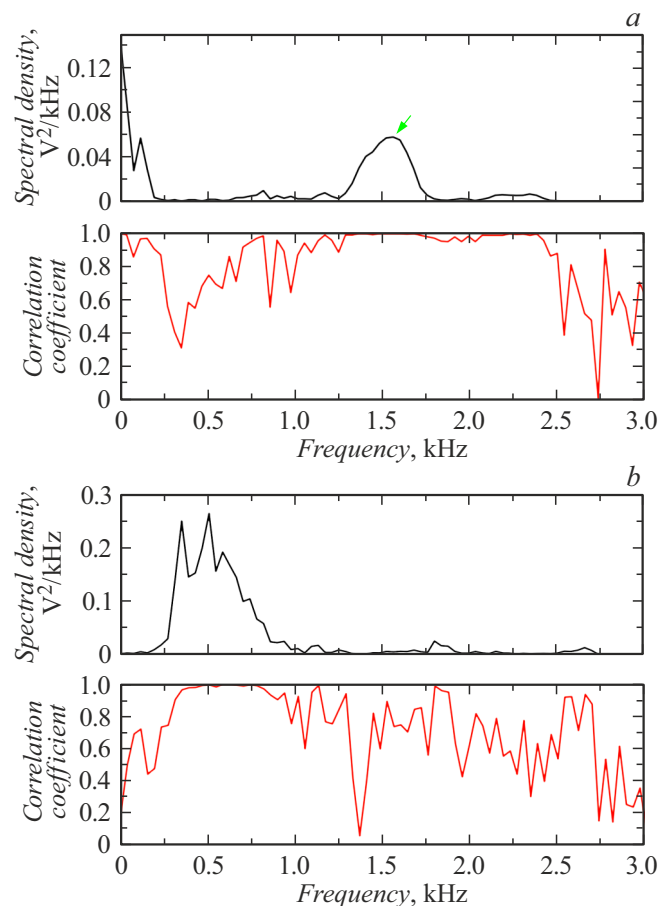 a
Spectral density,
V²/kHz
0.12
0.08
0.04
0
Correlation
coefficient
1.0
0.8
0.6
0.4
0.2
0
0 0.5 1.0 1.5 2.0 2.5 3.0
Frequency, kHz
b
Spectral density,
V²/kHz
0.3
0.2
0.1
0
Correlation
coefficient
1.0
0.8
0.6
0.4
0.2
0
0 0.5 1.0 1.5 2.0 2.5 3.0
Frequency, kHz